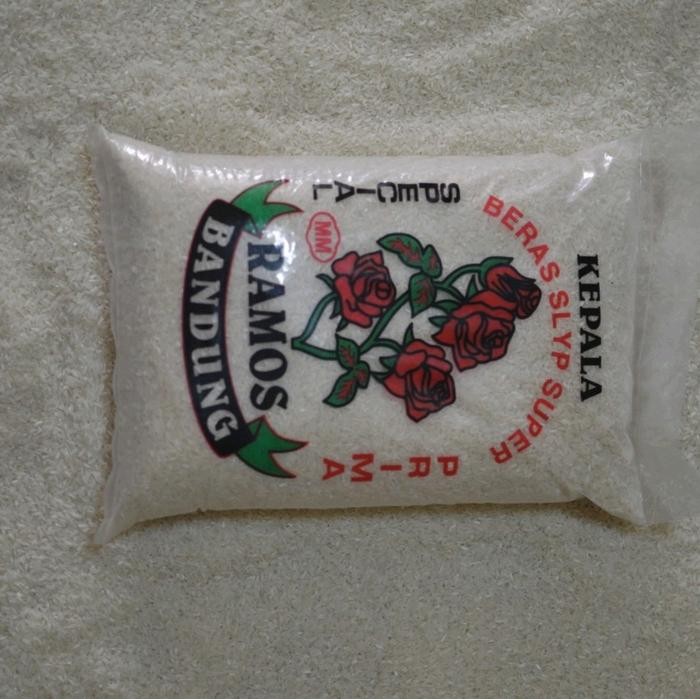 KEPALA
BERAS SLYP SUPER
SPECIAL
PRIMA
MM
RAMOS
BANDUNG